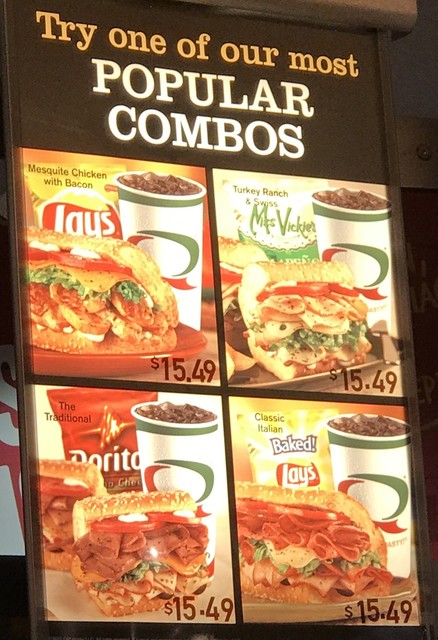 Try one of our most
POPULAR
COMBOS
Mesquite Chicken
with Bacon
Lay's
$15.49
Turkey Ranch
& Swiss
Miss Vickie's
$15.49
The
Traditional
Dorito
$15.49
Classic
Italian
Baked!
Lay's
$15.49